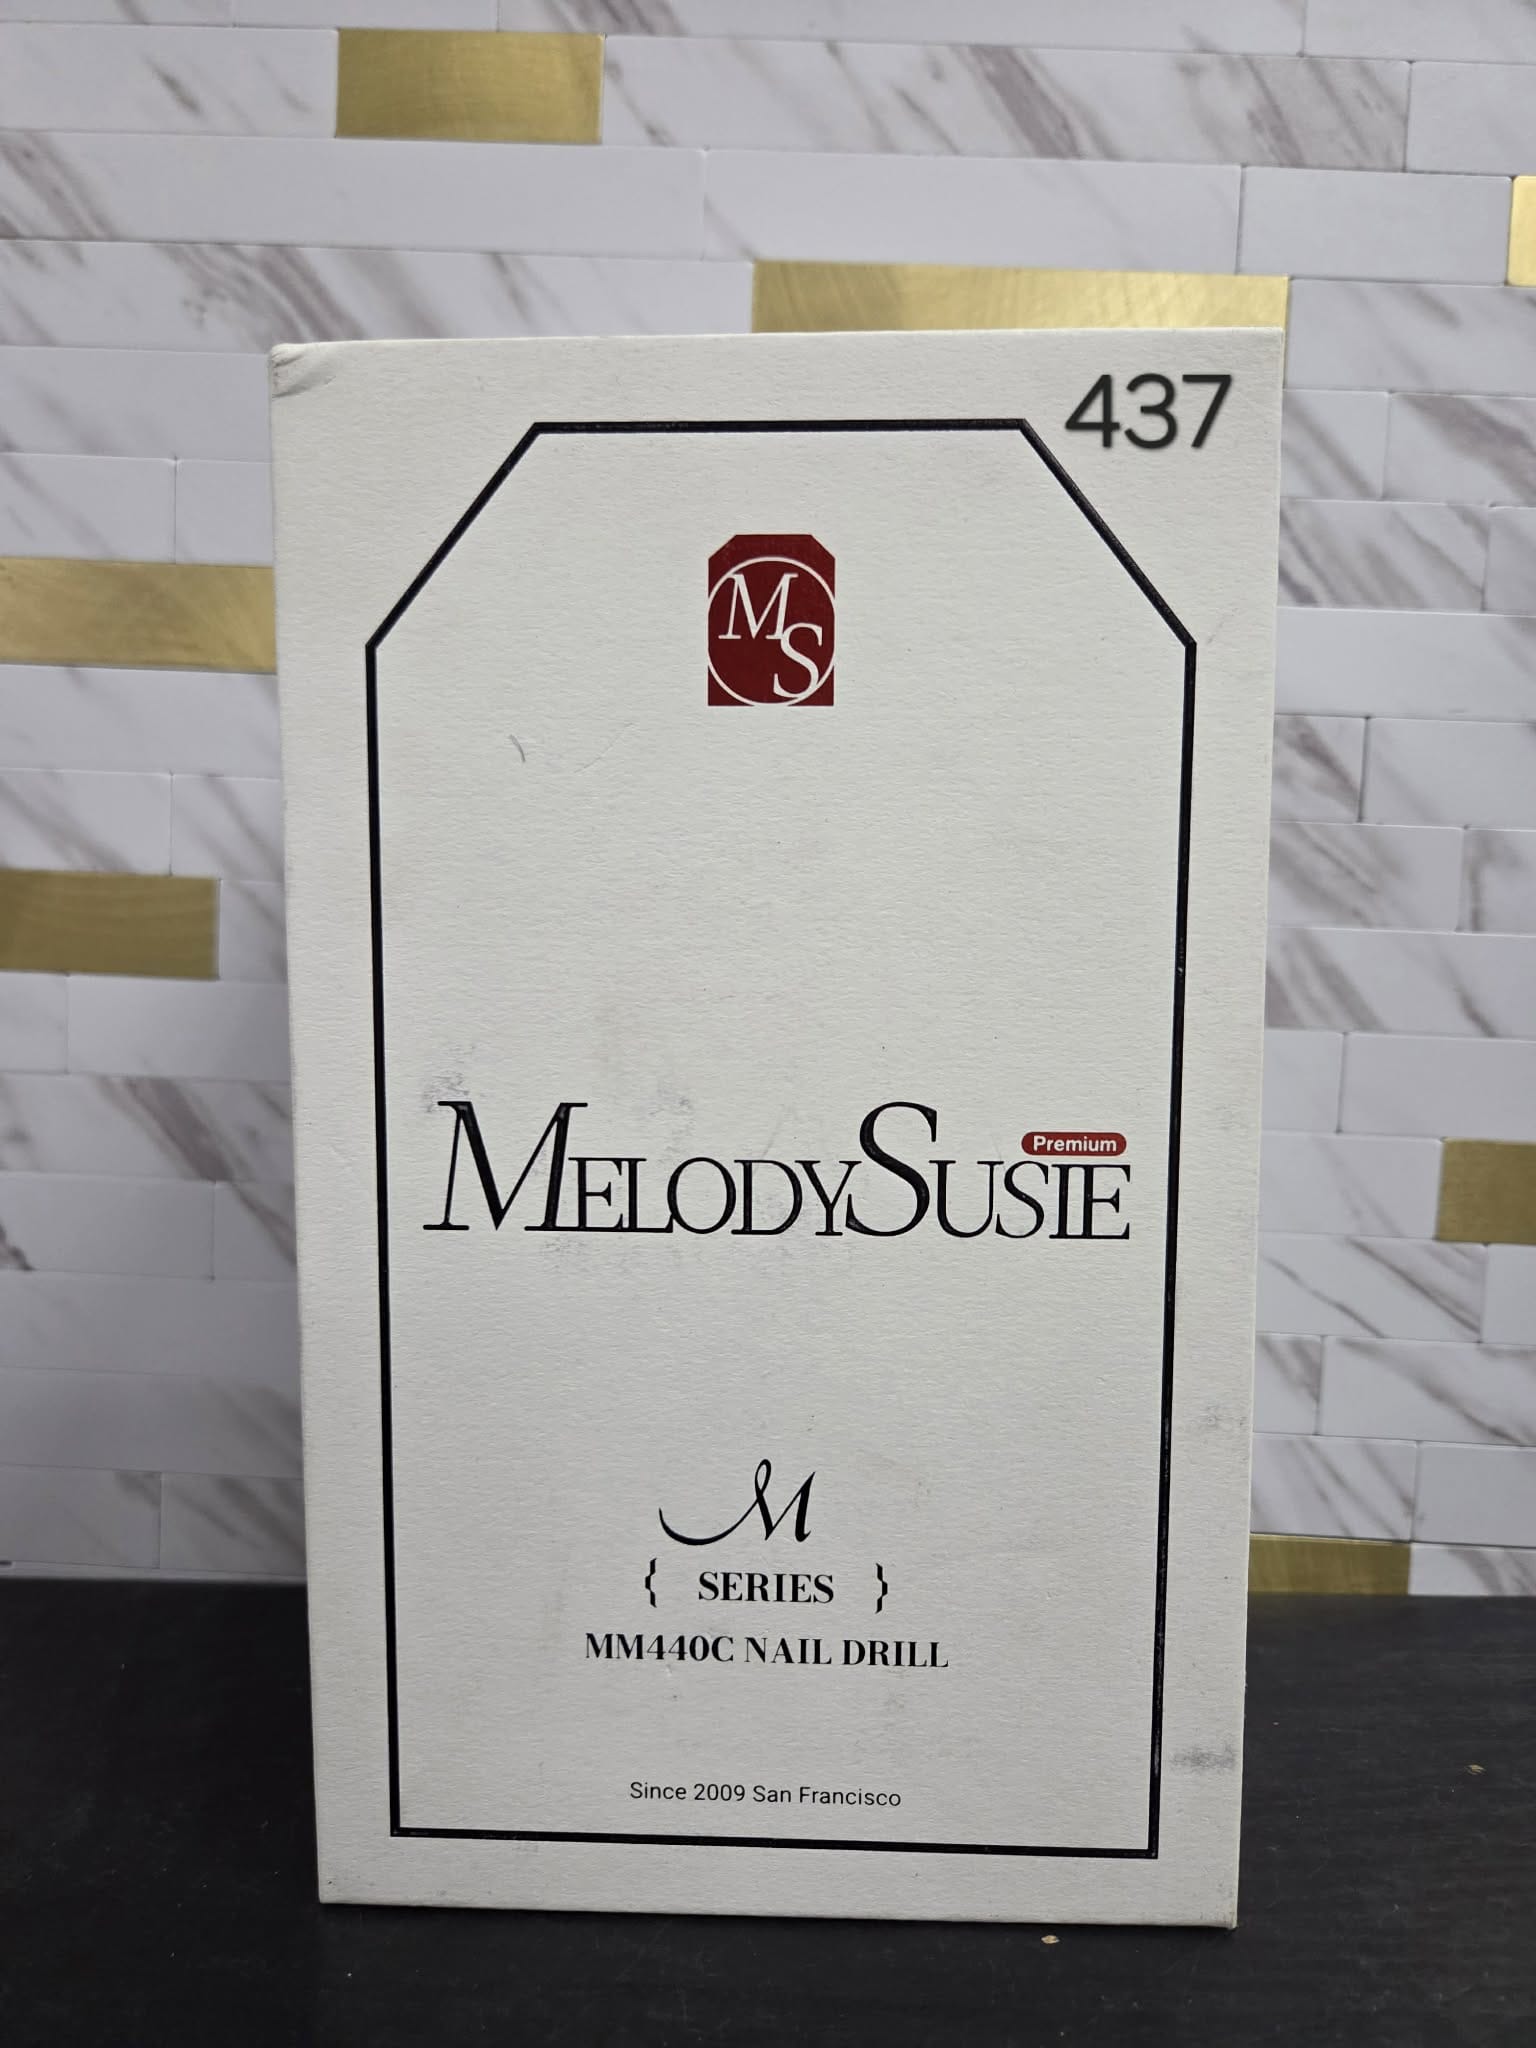 437
MS
MELODYSUSIE
Premium
M
{ SERIES }
MM440C NAIL DRILL
Since 2009 San Francisco